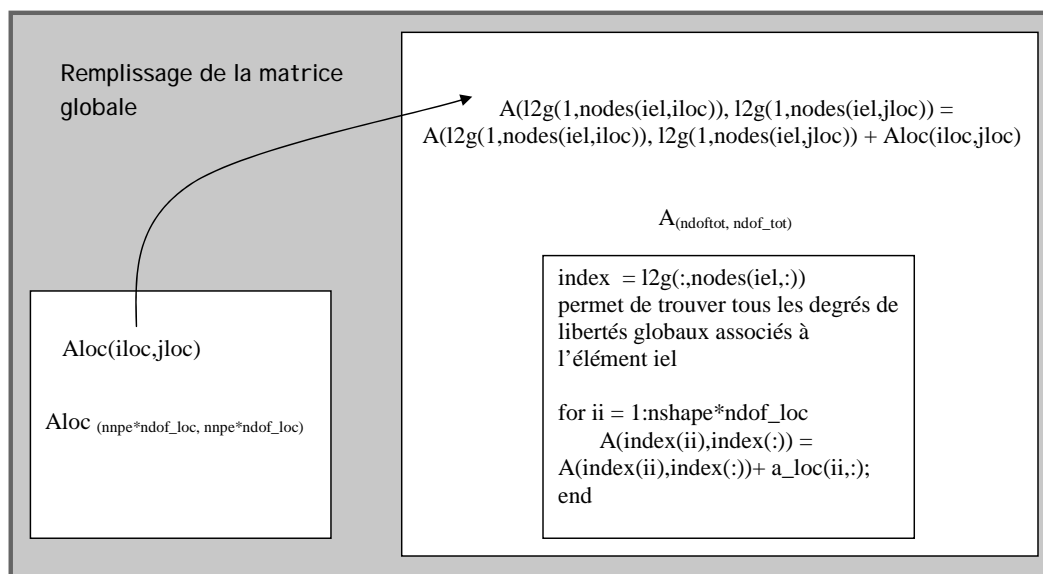 Remplissage de la matrice
globale
A(l2g(1,nodes(iel,iloc)), l2g(1,nodes(iel,jloc)) =
A(l2g(1,nodes(iel,iloc)), l2g(1,nodes(iel,jloc)) + Aloc(iloc,jloc)
A(ndoftot, ndof_tot)
Aloc(iloc,jloc)
Aloc (nnpe*ndof_loc, nnpe*ndof_loc)
index = l2g(:,nodes(iel,:))
permet de trouver tous les degrés de
libertés globaux associés à
l’élément iel
for ii = 1:nshape*ndof_loc
A(index(ii),index(:)) =
A(index(ii),index(:))+ a_loc(ii,:);
end